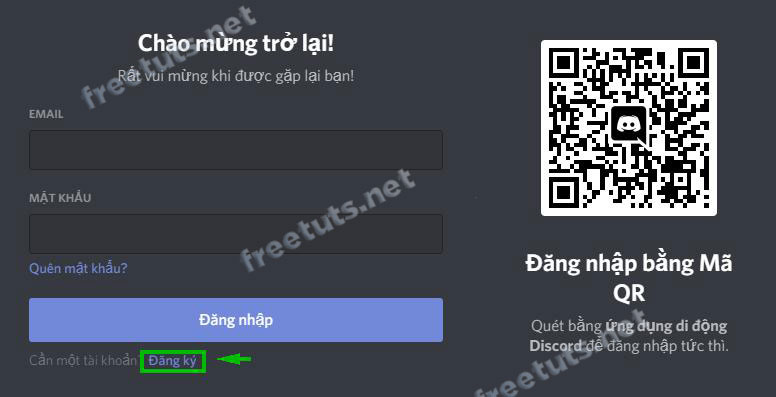 Chào mừng trở lại!
Rất vui mừng khi được gặp lại bạn!
EMAIL
MẬT KHẨU
Quên mật khẩu?
Đăng nhập
Cần một tài khoản? Đăng ký
Đăng nhập bằng Mã
QR
Quét bằng ứng dụng di động
Discord để đăng nhập tức thì.
freetuts.net
freetuts.net
freetuts.net